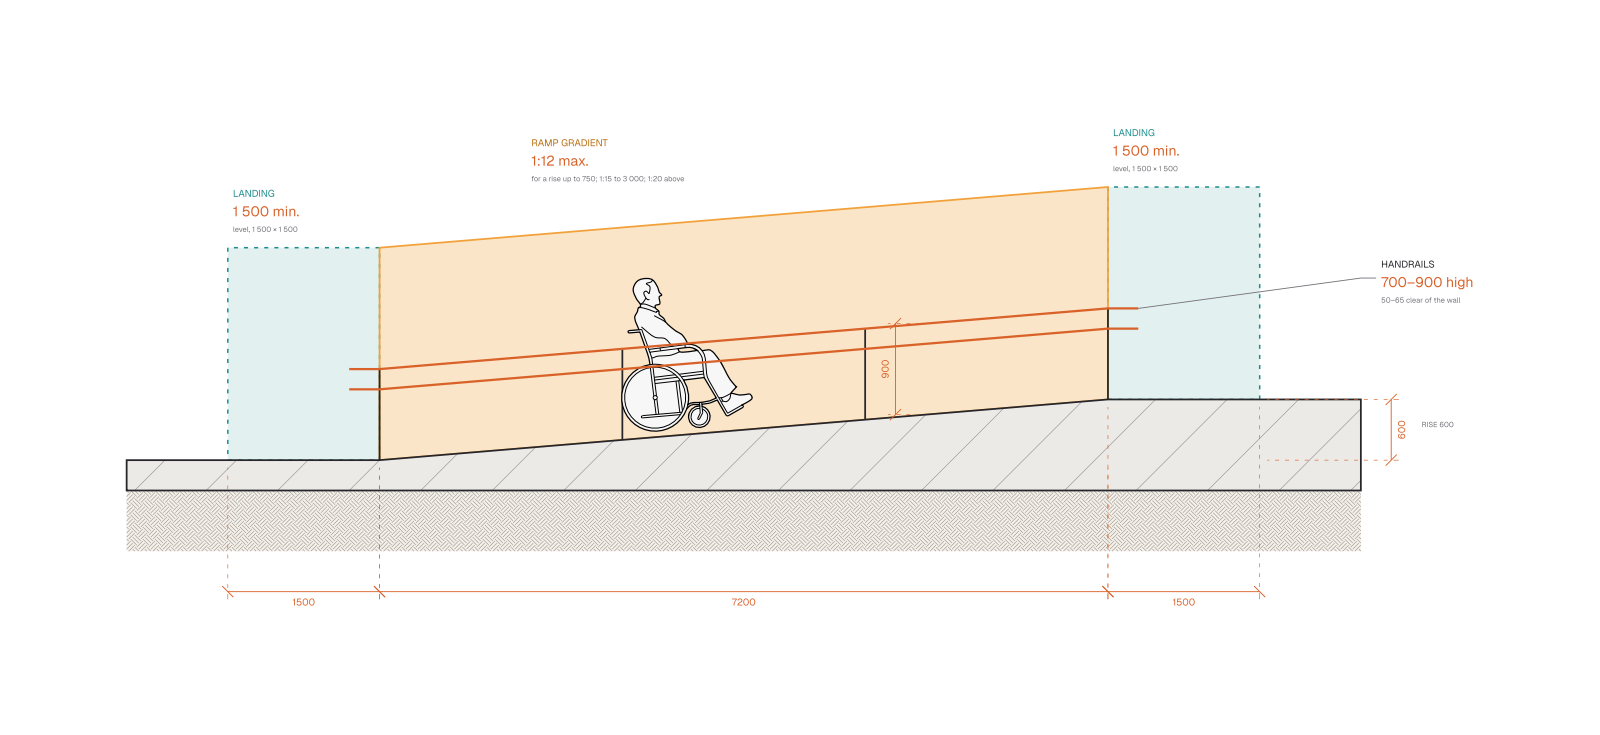 LANDING
1 500 min.
level, 1 500 × 1 500
RAMP GRADIENT
1:12 max.
for a rise up to 750; 1:15 to 3 000; 1:20 above
LANDING
1 500 min.
level, 1 500 × 1 500
HANDRAILS
700–900 high
50–65 clear of the wall
900
600
RISE 600
1500
7200
1500